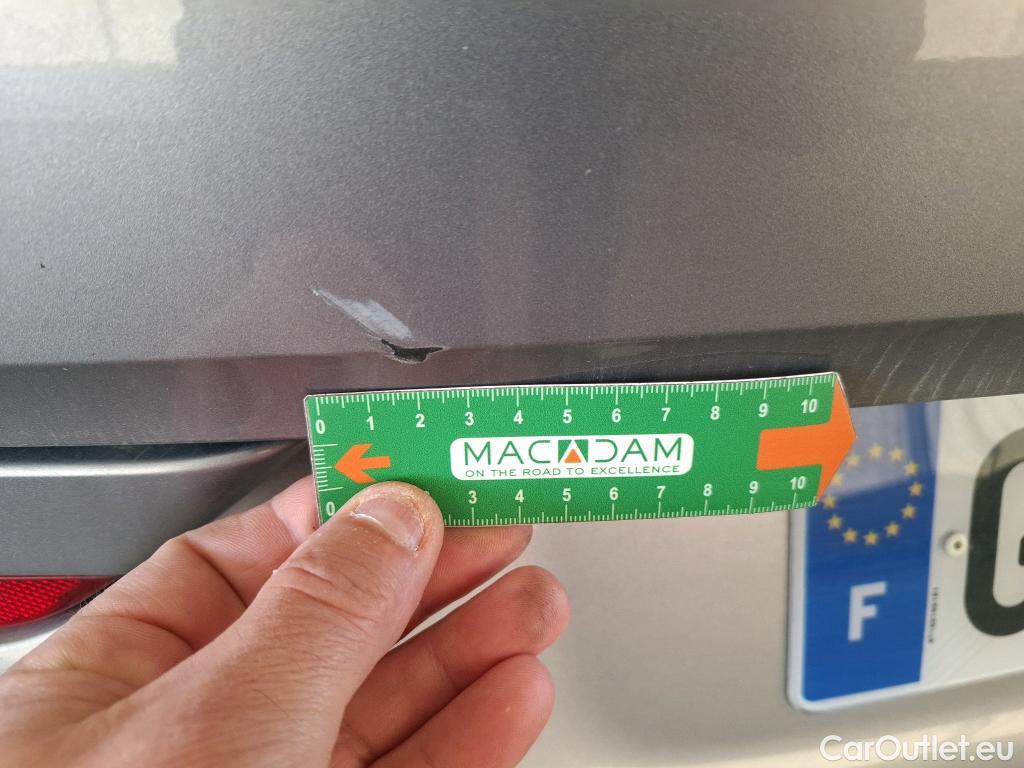 0 1 2 3 4 5 6 7 8 9 10
MACADAM
ON THE ROAD TO EXCELLENCE
0 3 4 5 6 7 8 9 10
F
CarOutlet.eu